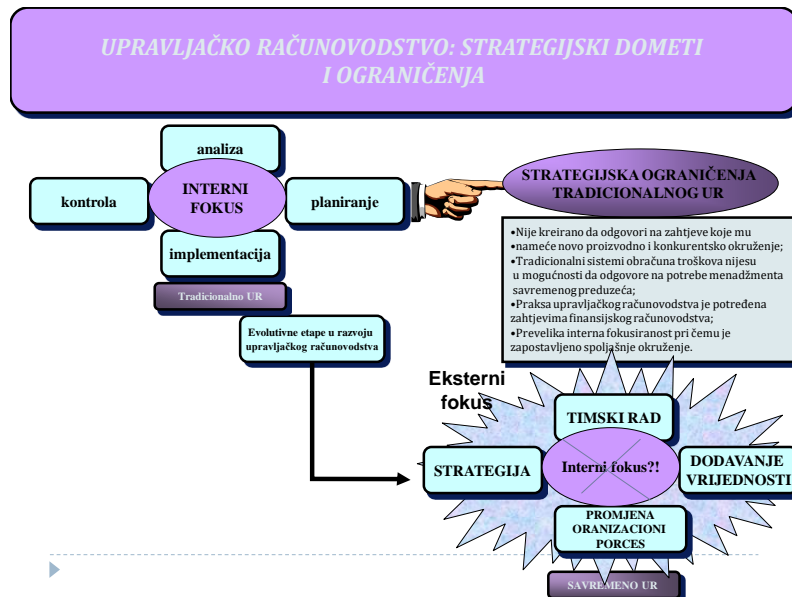 UPRAVLJAČKO RAČUNOVODSTVO: STRATEGIJSKI DOMETI
I OGRANIČENJA
analiza
kontrola
INTERNI
FOKUS
planiranje
implementacija
Tradicionalno UR
STRATEGIJSKA OGRANIČENJA
TRADICIONALNOG UR
•Nije kreirano da odgovori na zahtjeve koje mu
•nameće novo proizvodno i konkurentsko okruženje;
•Tradicionalni sistemi obračuna troškova nijesu
u mogućnosti da odgovore na potrebe menadžmenta
savremenog preduzeća;
•Praksa upravljačkog računovodstva je potređena
zahtjevima finansijskog računovodstva;
•Prevelika interna fokusiranost pri čemu je
zapostavljeno spoljašnje okruženje.
Evolutivne etape u razvoju
upravljačkog računovodstva
Eksterni
fokus
TIMSKI RAD
STRATEGIJA
Interni fokus?!
DODAVANJE
VRIJEDNOSTI
PROMJENA
ORANIZACIONI
PORCES
SAVREMENO UR